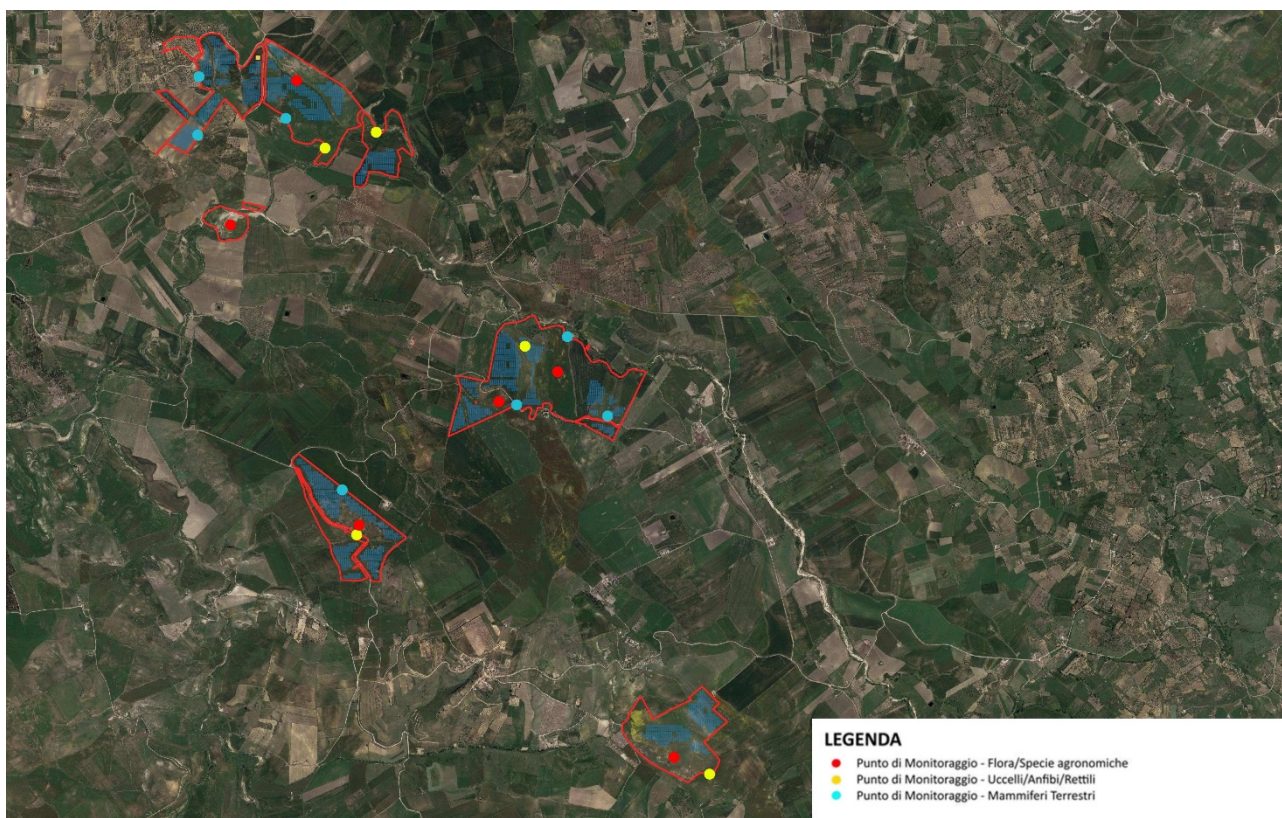 LEGENDA
Punto di Monitoraggio - Flora/Specie agronomiche
Punto di Monitoraggio - Uccelli/Anfibi/Rettili
Punto di Monitoraggio - Mammiferi Terrestri